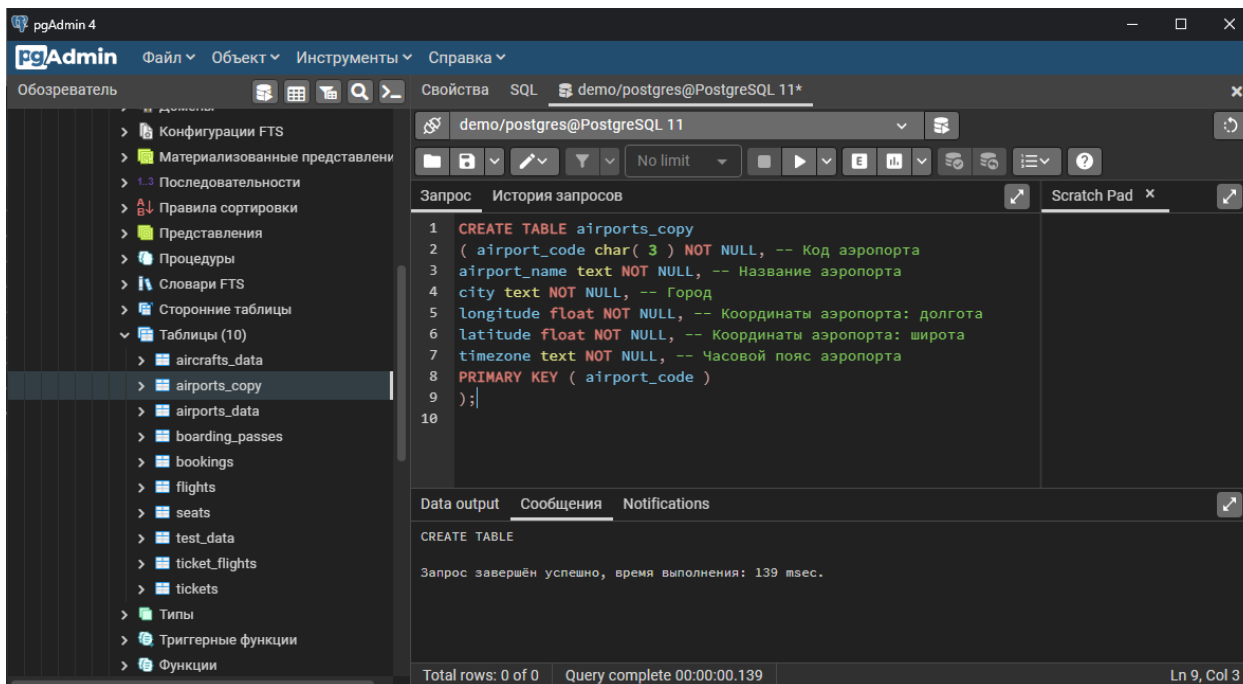 pgAdmin 4
pgAdmin Файл Объект Инструменты Справка
Обозреватель
Свойства SQL demo/postgres@PostgreSQL 11*
demo/postgres@PostgreSQL 11
No limit
Запрос История запросов
Scratch Pad
Конфигурации FTS
Материализованные представлени
1..3 Последовательности
Правила сортировки
Представления
Процедуры
Словари FTS
Сторонние таблицы
Таблицы (10)
aircrafts_data
airports_copy
airports_data
boarding_passes
bookings
flights
seats
test_data
ticket_flights
tickets
Типы
Триггерные функции
Функции
1 CREATE TABLE airports_copy
2 ( airport_code char( 3 ) NOT NULL, -- Код аэропорта
3 airport_name text NOT NULL, -- Название аэропорта
4 city text NOT NULL, -- Город
5 longitude float NOT NULL, -- Координаты аэропорта: долгота
6 latitude float NOT NULL, -- Координаты аэропорта: широта
7 timezone text NOT NULL, -- Часовой пояс аэропорта
8 PRIMARY KEY ( airport_code )
9 );
10
Data output Сообщения Notifications
CREATE TABLE
Запрос завершён успешно, время выполнения: 139 msec.
Total rows: 0 of 0 Query complete 00:00:00.139 Ln 9, Col 3